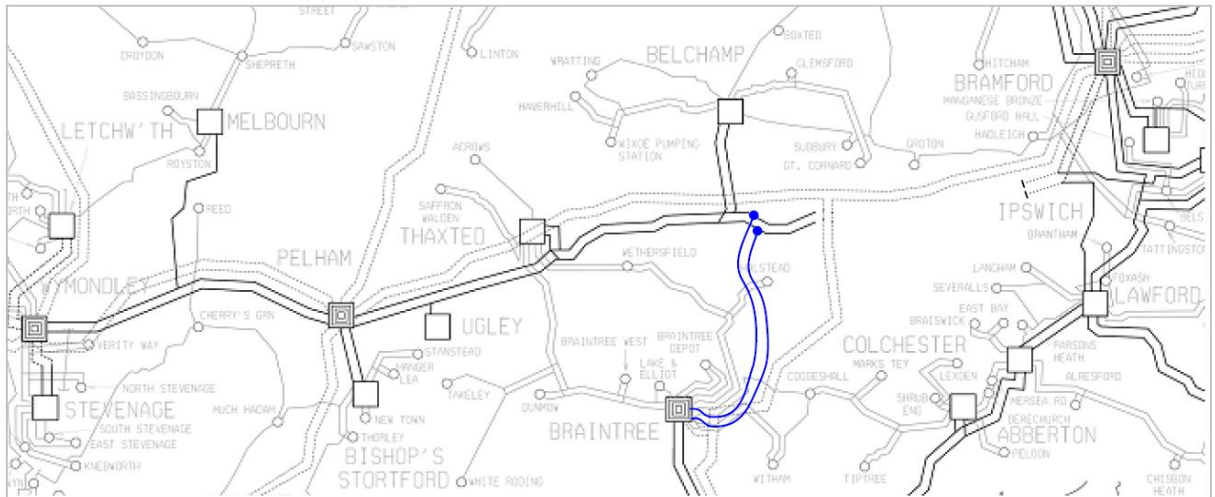 STREET
CROYDON
SAWSTON
SHEPRETH
LINTON
BOXTED
WRATTING
BELCHAMP
GLEMSFORD
HITCHAM
BRAMFORD
BASSINGBOURN
HAVERHILL
MANGANESE BRONZE
GUSFORD HALL
LETCHW'TH
MELBOURN
HADLEIGH
ROYSTON
ACROWS
WIXOE PUMPING
STATION
SUDBURY
GROTON
GT. CORNARD
REED
SAFFRON
WALDEN
THAXTED
IPSWICH
BELS
BRANTHAM
TATTINGSTO
PELHAM
WETHERSFIELD
LANGHAM
FOXASH
WYMONDLEY
SEVERALLS
LAWFORD
CHERRY'S GRN
UGLEY
EAST BAY
BRAISWICK
VERITY WAY
BRAINTREE WEST
BRAINTREE
DEPOT
COLCHESTER
PARSONS
HEATH
STANSTEAD
HANGER
LEA
LAKE &
ELLIOT
MARKS TEY
COGGESHALL
LEXDEN
ALRESFORD
NORTH STEVENAGE
TAKELEY
STEVENAGE
MUCH HADAM
NEW TOWN
DUNMOW
SHRUB
END
MERSEA RD
BERECHURCH
SOUTH STEVENAGE
EAST STEVENAGE
THORLEY
BRAINTREE
ABBERTON
PELDON
BISHOP'S
STORTFORD
KNEBWORTH
WHITE RODING
WITHAM
TIPTREE
CHISBON
HEATH